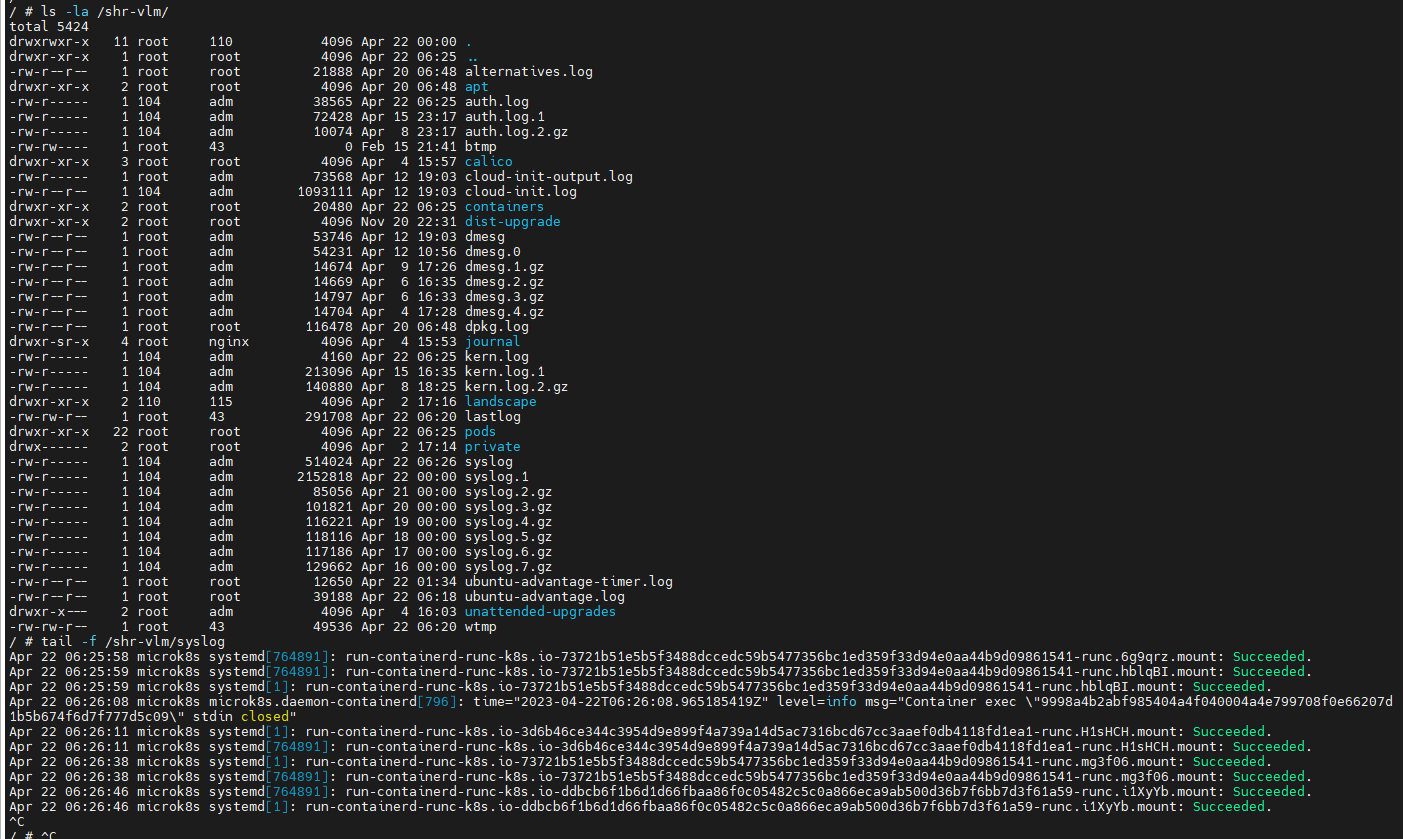 / # ls -la /shr-vlm/
total 5424
drwxrwxr-x   11 root     110           4096 Apr 22 00:00 .
drwxr-xr-x    1 root     root          4096 Apr 22 06:25 ..
-rw-r--r--    1 root     root         21888 Apr 20 06:48 alternatives.log
drwxr-xr-x    2 root     root          4096 Apr 20 06:48 apt
-rw-r-----    1 104      adm          38565 Apr 22 06:25 auth.log
-rw-r-----    1 104      adm          72428 Apr 15 23:17 auth.log.1
-rw-r-----    1 104      adm          10074 Apr  8 23:17 auth.log.2.gz
-rw-rw----    1 root     43               0 Feb 15 21:41 btmp
drwxr-xr-x    3 root     root          4096 Apr  4 15:57 calico
-rw-r-----    1 root     adm          73568 Apr 12 19:03 cloud-init-output.log
-rw-r--r--    1 104      adm        1093111 Apr 12 19:03 cloud-init.log
drwxr-xr-x    2 root     root         20480 Apr 22 06:25 containers
drwxr-xr-x    2 root     root          4096 Nov 20 22:31 dist-upgrade
-rw-r--r--    1 root     adm          53746 Apr 12 19:03 dmesg
-rw-r--r--    1 root     adm          54231 Apr 12 10:56 dmesg.0
-rw-r--r--    1 root     adm          14674 Apr  9 17:26 dmesg.1.gz
-rw-r--r--    1 root     adm          14669 Apr  6 16:35 dmesg.2.gz
-rw-r--r--    1 root     adm          14797 Apr  6 16:33 dmesg.3.gz
-rw-r--r--    1 root     adm          14704 Apr  4 17:28 dmesg.4.gz
-rw-r--r--    1 root     root        116478 Apr 20 06:48 dpkg.log
drwxr-sr-x    4 root     nginx         4096 Apr  4 15:53 journal
-rw-r-----    1 104      adm           4160 Apr 22 06:25 kern.log
-rw-r-----    1 104      adm         213096 Apr 15 16:35 kern.log.1
-rw-r-----    1 104      adm         140880 Apr  8 18:25 kern.log.2.gz
drwxr-xr-x    2 110      115           4096 Apr  2 17:16 landscape
-rw-rw-r--    1 root     43          291708 Apr 22 06:20 lastlog
drwxr-xr-x   22 root     root          4096 Apr 22 06:25 pods
drwx------    2 root     root          4096 Apr  2 17:14 private
-rw-r-----    1 104      adm         514024 Apr 22 06:26 syslog
-rw-r-----    1 104      adm        2152818 Apr 22 00:00 syslog.1
-rw-r-----    1 104      adm          85056 Apr 21 00:00 syslog.2.gz
-rw-r-----    1 104      adm         101821 Apr 20 00:00 syslog.3.gz
-rw-r-----    1 104      adm         116221 Apr 19 00:00 syslog.4.gz
-rw-r-----    1 104      adm         118116 Apr 18 00:00 syslog.5.gz
-rw-r-----    1 104      adm         117186 Apr 17 00:00 syslog.6.gz
-rw-r-----    1 104      adm         129662 Apr 16 00:00 syslog.7.gz
-rw-r--r--    1 root     root         12650 Apr 22 01:34 ubuntu-advantage-timer.log
-rw-r--r--    1 root     root         39188 Apr 22 06:18 ubuntu-advantage.log
drwxr-x---    2 root     adm           4096 Apr  4 16:03 unattended-upgrades
-rw-rw-r--    1 root     43           49536 Apr 22 06:20 wtmp
/ # tail -f /shr-vlm/syslog
Apr 22 06:25:58 microk8s systemd[764891]: run-containerd-runc-k8s.io-73721b51e5b5f3488dccedc59b5477356bc1ed359f33d94e0aa44b9d09861541-runc.6g9qrz.mount: Succeeded.
Apr 22 06:25:59 microk8s systemd[764891]: run-containerd-runc-k8s.io-73721b51e5b5f3488dccedc59b5477356bc1ed359f33d94e0aa44b9d09861541-runc.hblqBI.mount: Succeeded.
Apr 22 06:25:59 microk8s systemd[1]: run-containerd-runc-k8s.io-73721b51e5b5f3488dccedc59b5477356bc1ed359f33d94e0aa44b9d09861541-runc.hblqBI.mount: Succeeded.
Apr 22 06:26:08 microk8s microk8s.daemon-containerd[796]: time="2023-04-22T06:26:08.965185419Z" level=info msg="Container exec \"9998a4b2abf985404a4f040004a4e799708f0e66207d
1b5b674f6d7f777d5c09\" stdin closed"
Apr 22 06:26:11 microk8s systemd[1]: run-containerd-runc-k8s.io-3d6b46ce344c3954d9e899f4a739a14d5ac7316bcd67cc3aaef0db4118fd1ea1-runc.H1sHCH.mount: Succeeded.
Apr 22 06:26:11 microk8s systemd[764891]: run-containerd-runc-k8s.io-3d6b46ce344c3954d9e899f4a739a14d5ac7316bcd67cc3aaef0db4118fd1ea1-runc.H1sHCH.mount: Succeeded.
Apr 22 06:26:38 microk8s systemd[1]: run-containerd-runc-k8s.io-73721b51e5b5f3488dccedc59b5477356bc1ed359f33d94e0aa44b9d09861541-runc.mg3f06.mount: Succeeded.
Apr 22 06:26:38 microk8s systemd[764891]: run-containerd-runc-k8s.io-73721b51e5b5f3488dccedc59b5477356bc1ed359f33d94e0aa44b9d09861541-runc.mg3f06.mount: Succeeded.
Apr 22 06:26:46 microk8s systemd[764891]: run-containerd-runc-k8s.io-ddbcb6f1b6d1d66fbaa86f0c05482c5c0a866eca9ab500d36b7f6bb7d3f61a59-runc.i1XyYb.mount: Succeeded.
Apr 22 06:26:46 microk8s systemd[1]: run-containerd-runc-k8s.io-ddbcb6f1b6d1d66fbaa86f0c05482c5c0a866eca9ab500d36b7f6bb7d3f61a59-runc.i1XyYb.mount: Succeeded.
^C
/ # ^C